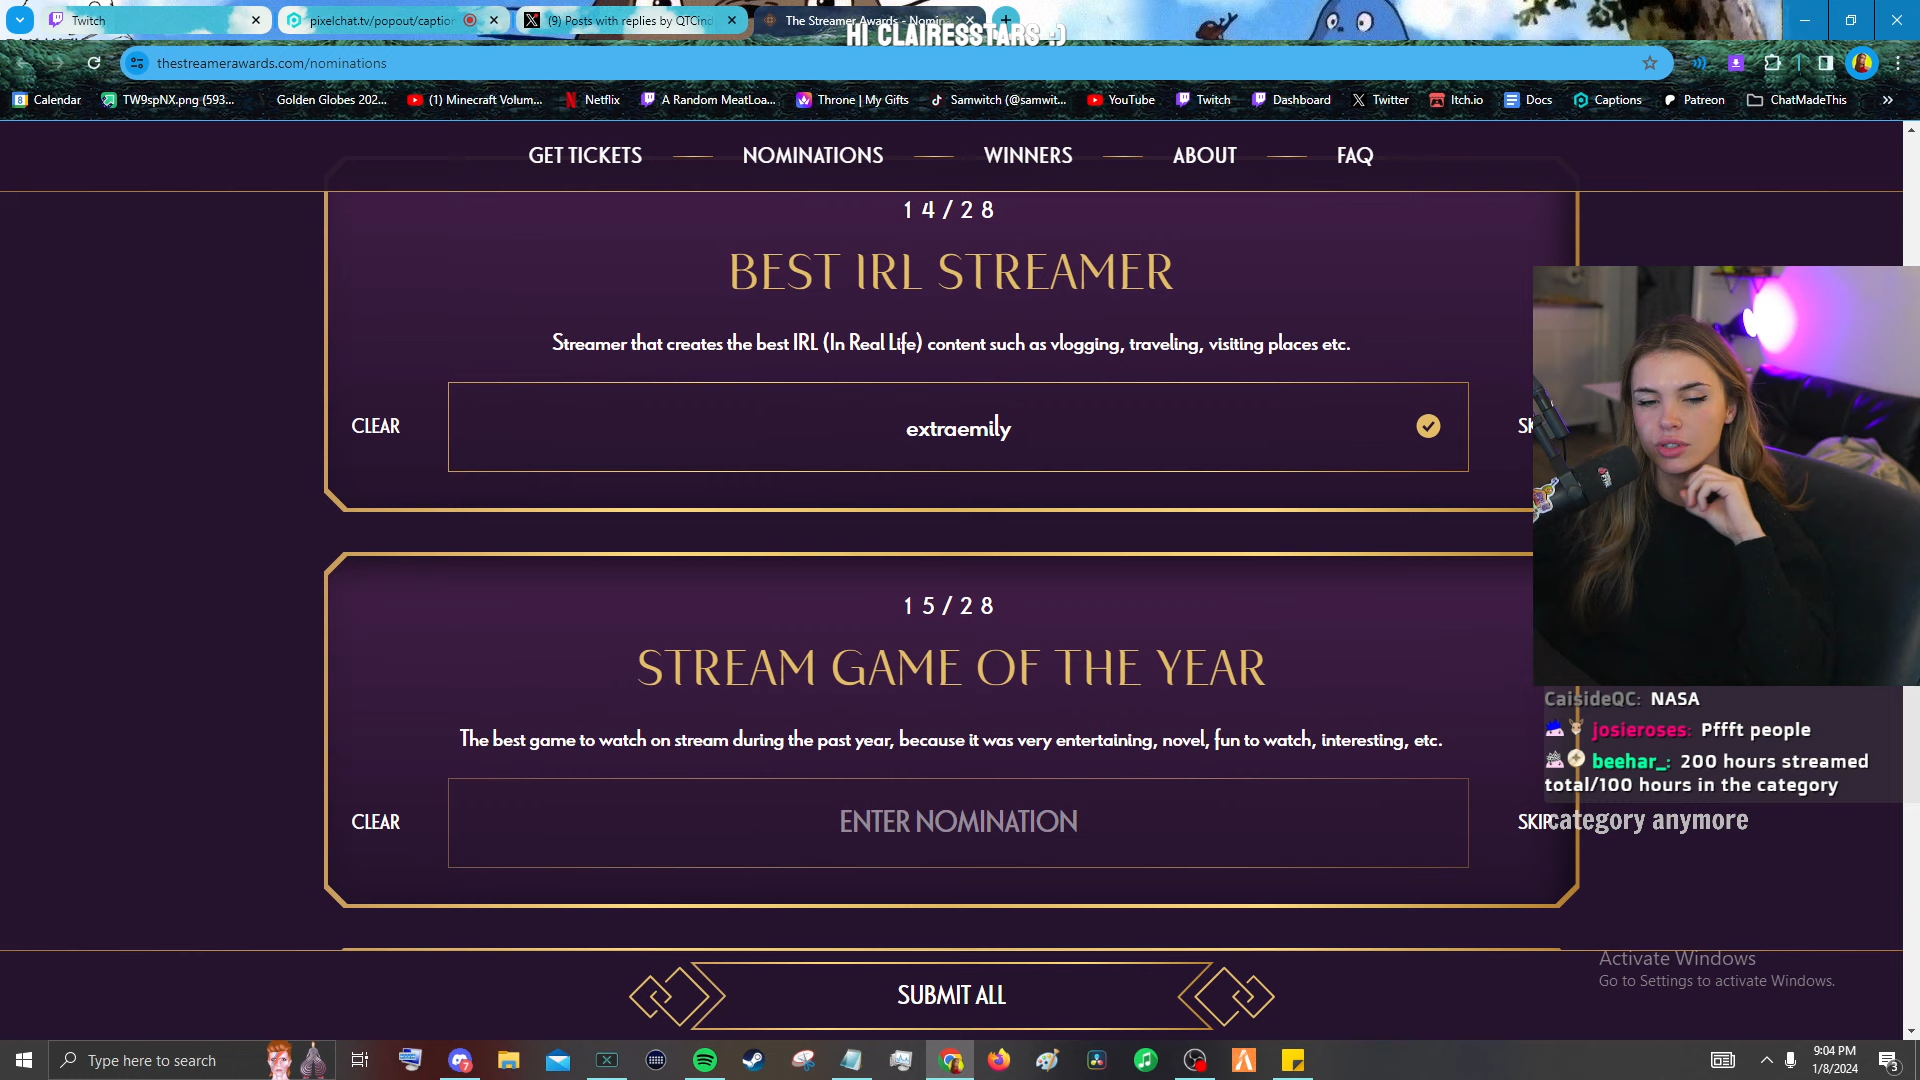 Twitch
pixelchat.tv/popout/captio
(9) Posts with replies by QTCind
The Streamer Awards - Nomin
HI CLAIRESSTARS :)
thestreamerawards.com/nominations
Calendar
TW9spNX.png (593...
Golden Globes 202...
(1) Minecraft Volum...
Netflix
A Random MeatLoa...
Throne | My Gifts
Samwitch (@samwit...
YouTube
Twitch
Dashboard
Twitter
Itch.io
Docs
Captions
Patreon
ChatMadeThis
GET TICKETS
NOMINATIONS
WINNERS
ABOUT
FAQ
14/28
BEST IRL STREAMER
Streamer that creates the best IRL (In Real Life) content such as vlogging, traveling, visiting places etc.
CLEAR
extraemily
SK
15/28
STREAM GAME OF THE YEAR
The best game to watch on stream during the past year, because it was very entertaining, novel, fun to watch, interesting, etc.
CLEAR
ENTER NOMINATION
SKIP
CaisideQC: NASA
josieroses: Pffft people
beehar_: 200 hours streamed
total/100 hours in the category
category anymore
SUBMIT ALL
Activate Windows
Go to Settings to activate Windows.
Type here to search
9:04 PM
1/8/2024
3